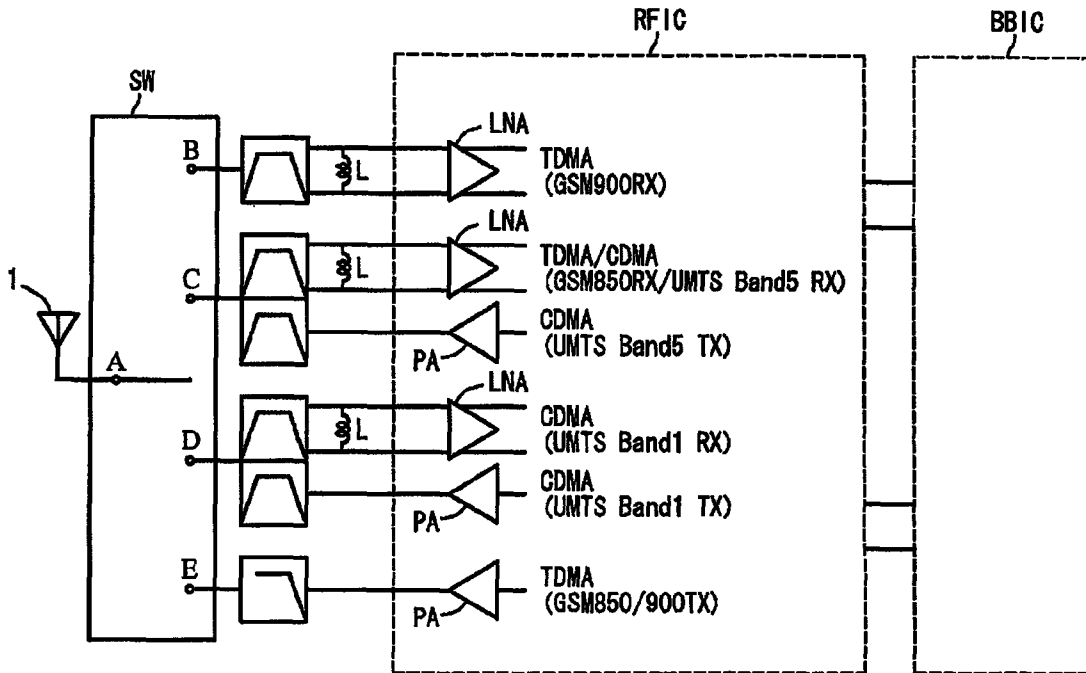 RFIC
BBIC
SW
B
L
LNA
TDMA
(GSM900RX)
C
L
LNA
TDMA/CDMA
(GSM850RX/UMTS Band5 RX)
1
A
PA
CDMA
(UMTS Band5 TX)
D
L
LNA
CDMA
(UMTS Band1 RX)
PA
CDMA
(UMTS Band1 TX)
E
PA
TDMA
(GSM850/900TX)